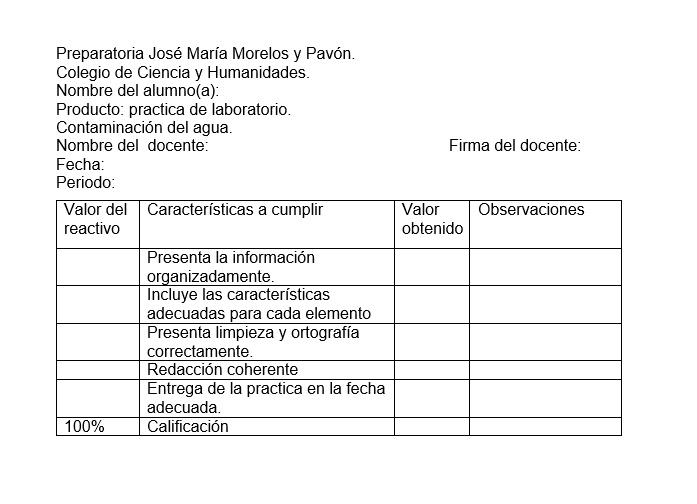 Preparatoria José María Morelos y Pavón.
Colegio de Ciencia y Humanidades.
Nombre del alumno(a):
Producto: practica de laboratorio.
Contaminación del agua.
Nombre del  docente: Firma del docente:
Fecha:
Periodo:
Valor del Características a cumplir Valor Observaciones
reactivo obtenido
Presenta la información
organizadamente.
Incluye las características
adecuadas para cada elemento
Presenta limpieza y ortografía
correctamente.
Redacción coherente
Entrega de la practica en la fecha
adecuada.
100% Calificación